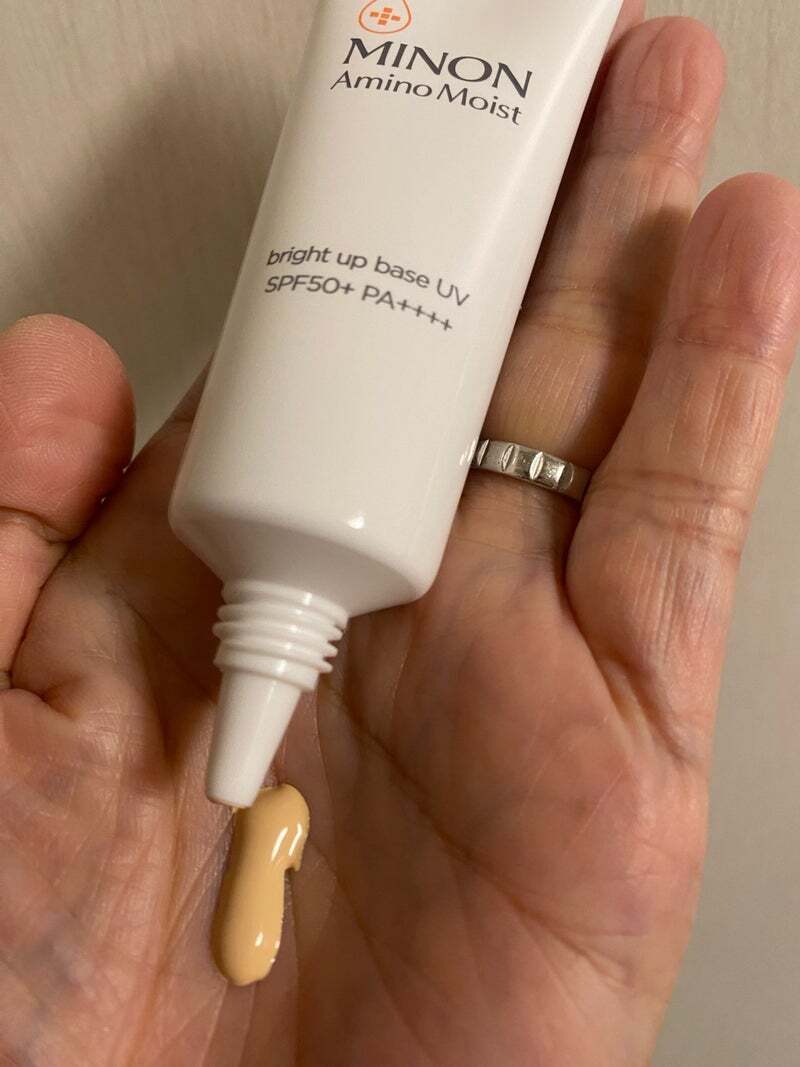 MINON
Amino Moist
bright up base UV
SPF50+ PA++++